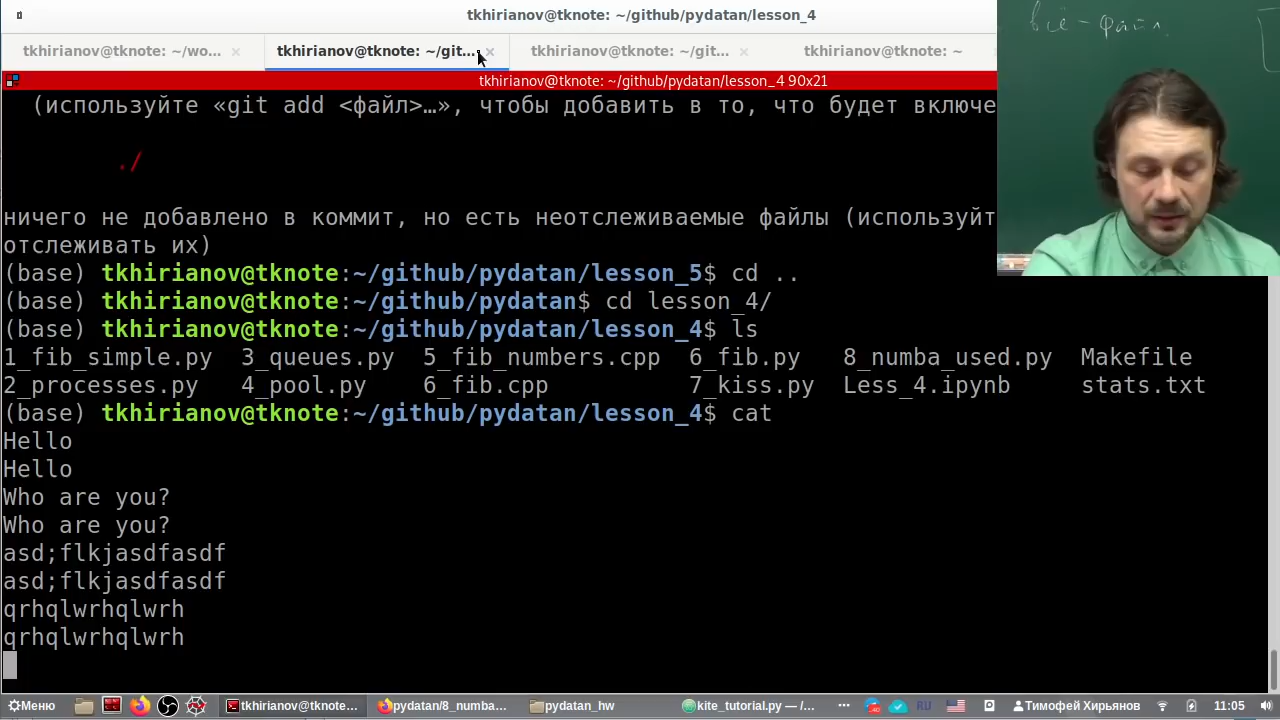 tkhirianov@tknote: ~/github/pydatan/lesson_4
tkhirianov@tknote: ~/wo...
tkhirianov@tknote: ~/git...
tkhirianov@tknote: ~/git...
tkhirianov@tknote: ~
tkhirianov@tknote: ~/github/pydatan/lesson_4 90x21
всё - файл.
(используйте «git add <файл>…», чтобы добавить в то, что будет включе
./
ничего не добавлено в коммит, но есть неотслеживаемые файлы (используйт
отслеживать их)
(base) tkhirianov@tknote:~/github/pydatan/lesson_5$ cd ..
(base) tkhirianov@tknote:~/github/pydatan$ cd lesson_4/
(base) tkhirianov@tknote:~/github/pydatan/lesson_4$ ls
1_fib_simple.py 3_queues.py 5_fib_numbers.cpp 6_fib.py 8_numba_used.py Makefile
2_processes.py 4_pool.py 6_fib.cpp 7_kiss.py Less_4.ipynb stats.txt
(base) tkhirianov@tknote:~/github/pydatan/lesson_4$ cat
Hello
Hello
Who are you?
Who are you?
asd;flkjasdfasdf
asd;flkjasdfasdf
qrhqlwrhqlwrh
qrhqlwrhqlwrh
Меню tkhirianov@tknote... pydatan/8_numba... pydatan_hw kite_tutorial.py — /... ... RU Тимофей Хирьянов 11:05